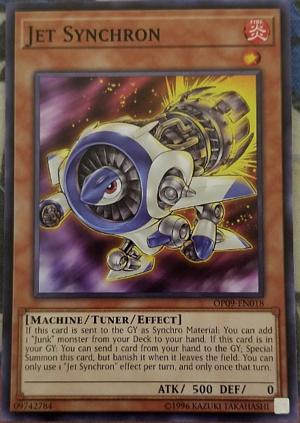 JET SYNCHRON
FIRE
炎
OP09-EN018
[MACHINE/TUNER/EFFECT]
If this card is sent to the GY as Synchro Material: You can add
1 "Junk" monster from your Deck to your hand. If this card is in
your GY: You can send 1 card from your hand to the GY; Special
Summon this card, but banish it when it leaves the field. You can
only use 1 "Jet Synchron" effect per turn, and only once that turn.
ATK/ 500 DEF/ 0
09742784
©1996 KAZUKI TAKAHASHI